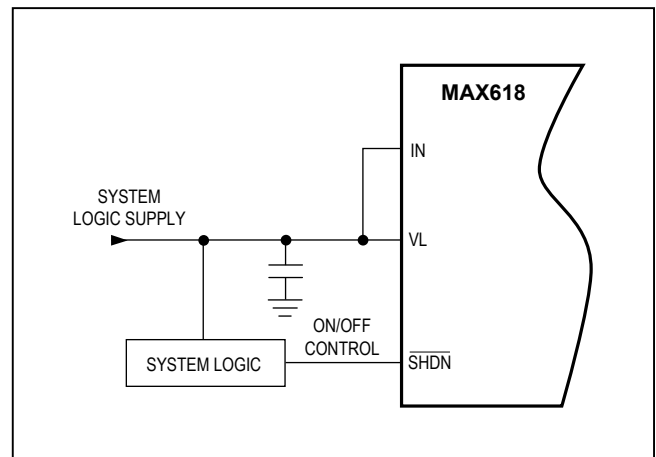 MAX618
IN
SYSTEM
LOGIC SUPPLY
VL
ON/OFF
CONTROL
SYSTEM LOGIC
SHDN